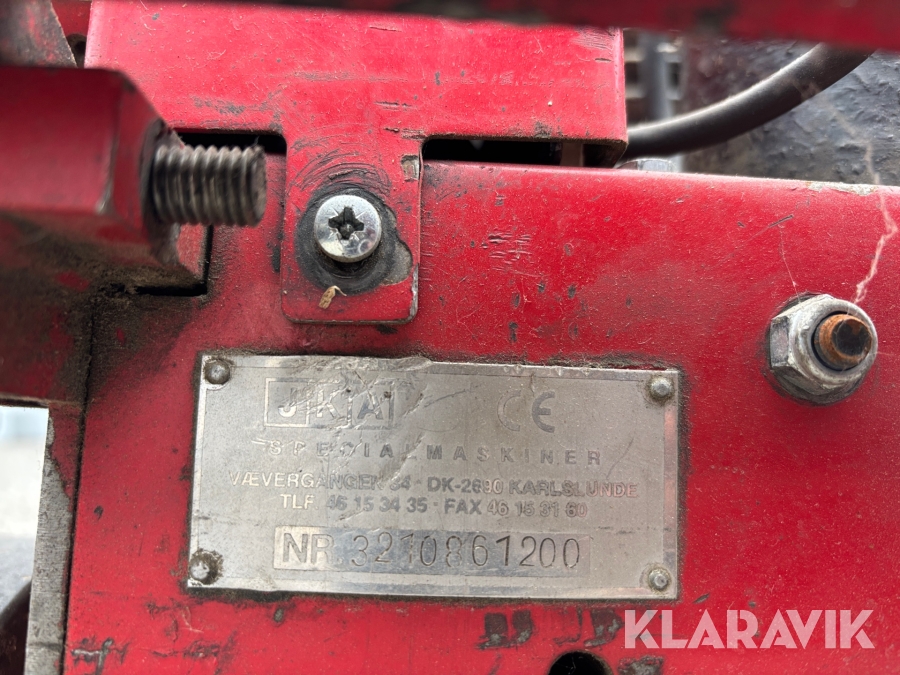 JKA CE
SPECIALMASKINER
VÆVERGANGEN 34 · DK-2690 KARLSLUNDE
TLF 46 15 34 35 · FAX 46 15 31 60
NR 3210861200
KLARAVIK